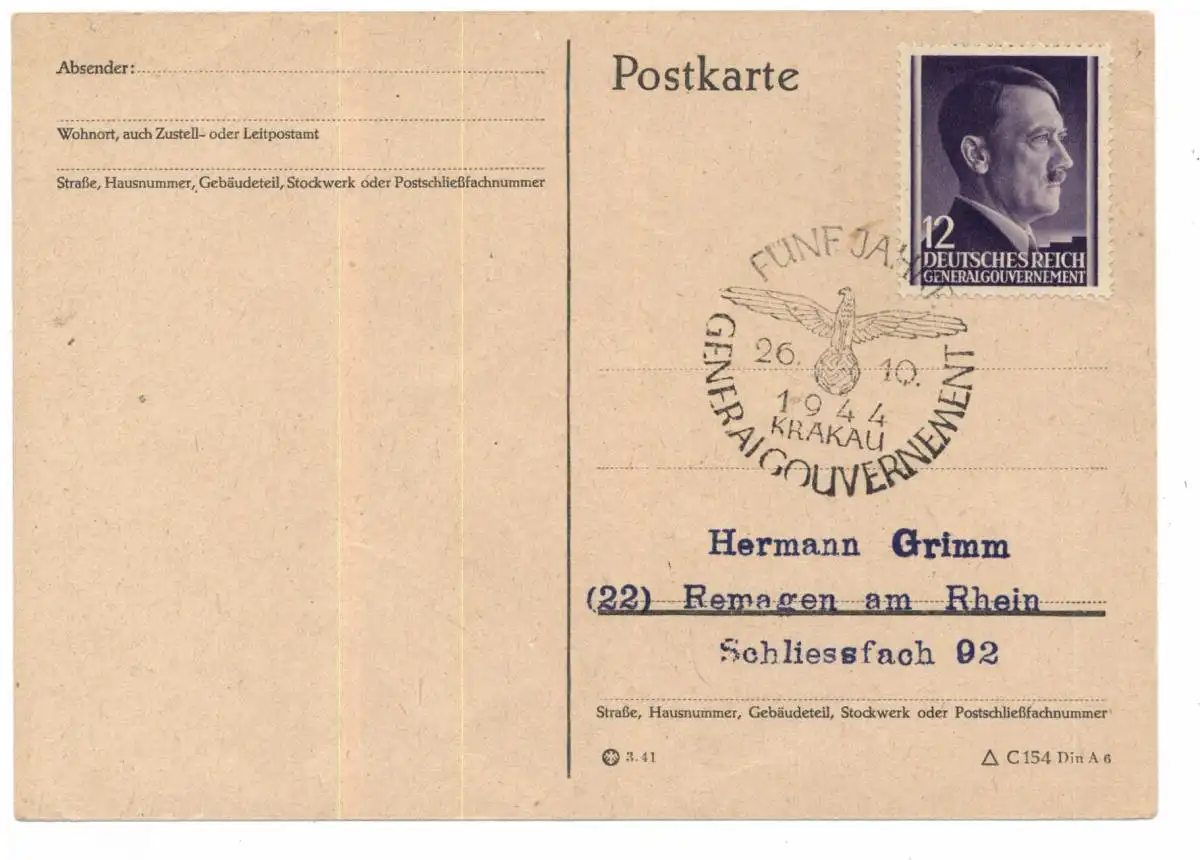 Absender:
Wohnort, auch Zustell- oder Leitpostamt
Straße, Hausnummer, Gebäudeteil, Stockwerk oder Postschließfachnummer
Postkarte
12
DEUTSCHES REICH
GENERALGOUVERNEMENT
FÜNF JAHRE
26. 10.
1944
KRAKAU
GENERALGOUVERNEMENT
Hermann Grimm
(22) Remagen am Rhein
Schliessfach 92
Straße, Hausnummer, Gebäudeteil, Stockwerk oder Postschließfachnummer
3.41
C 154 Din A 6